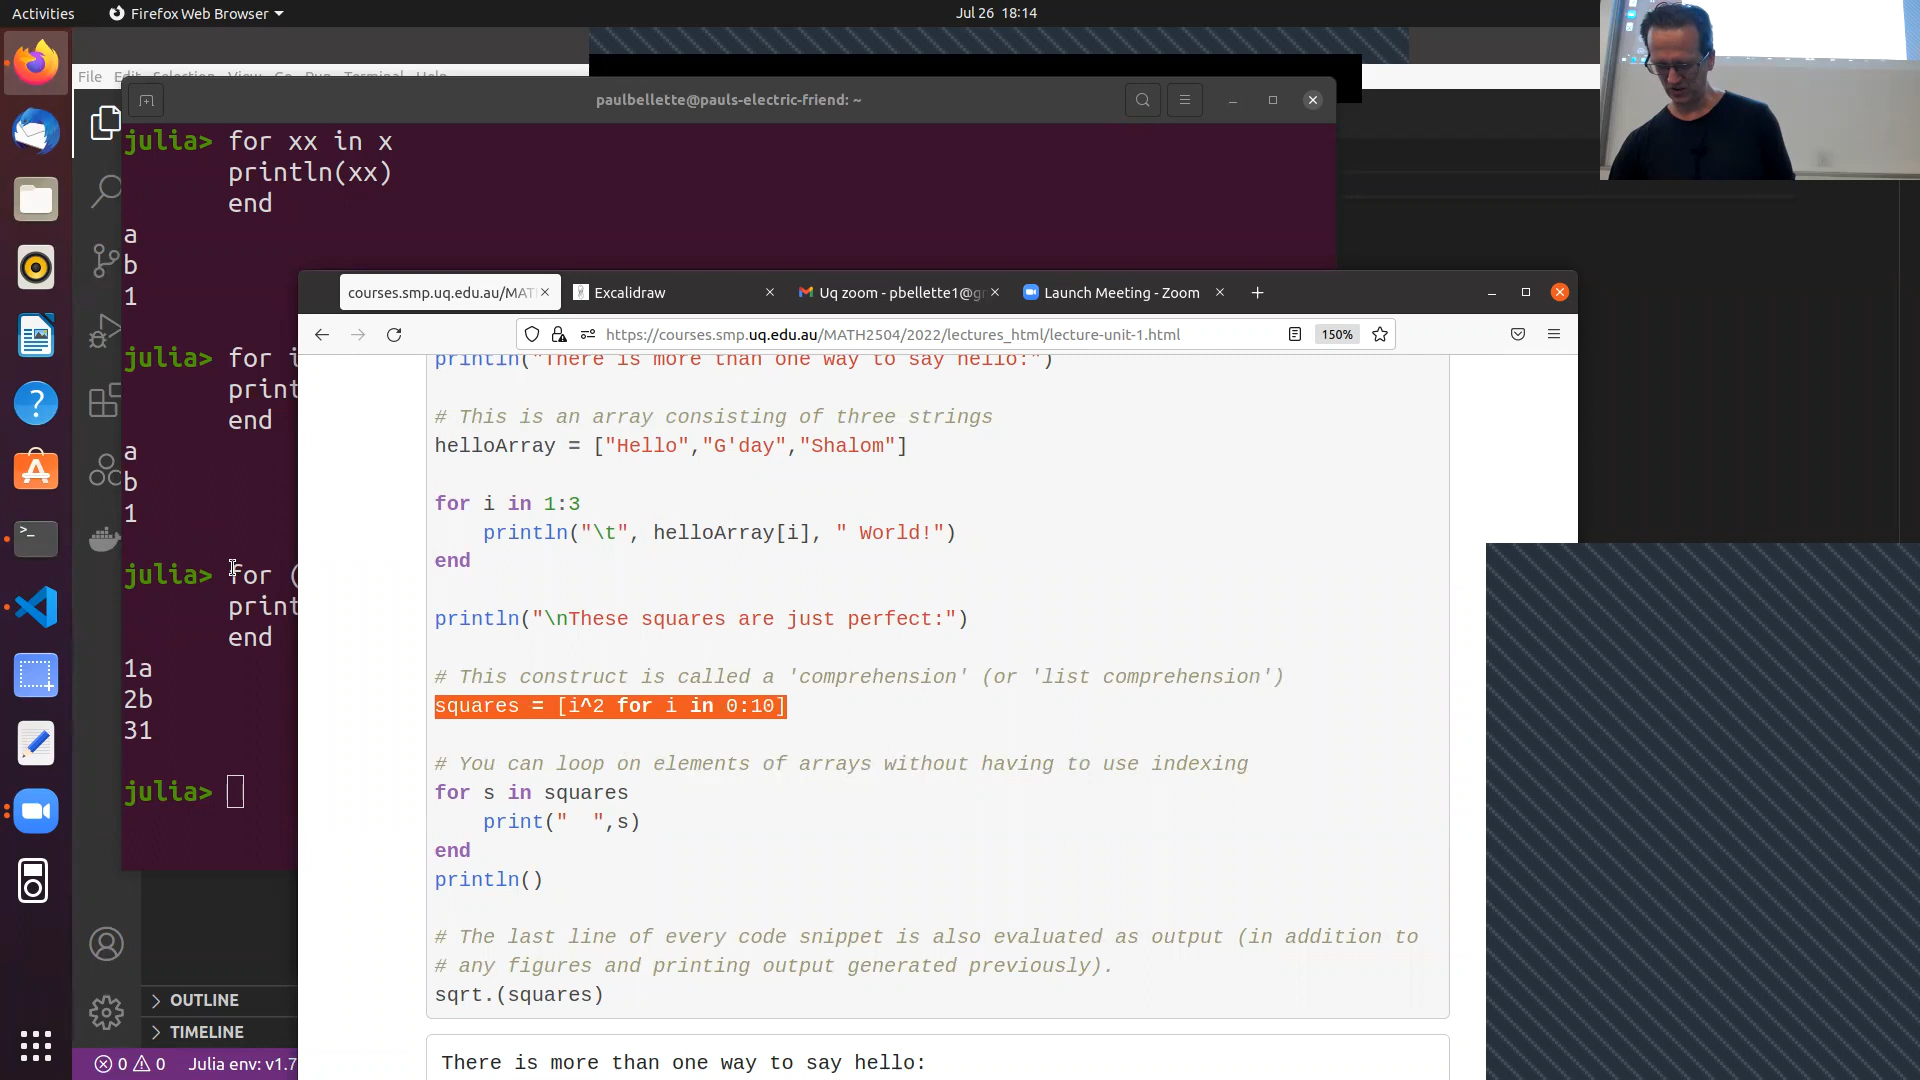 Activities
Firefox Web Browser
Jul 26 18:14
File Edit Selection View Go Run Terminal Help
paulbellette@pauls-electric-friend: ~
julia> for xx in x
println(xx)
end
a
b
1
julia> for i
print
end
a
b
1
julia> for (
print
end
1a
2b
31
julia>
OUTLINE
TIMELINE
0 0 Julia env: v1.7
courses.smp.uq.edu.au/MAT
Excalidraw
Uq zoom - pbellette1@g
Launch Meeting - Zoom
https://courses.smp.uq.edu.au/MATH2504/2022/lectures_html/lecture-unit-1.html
150%
println("There is more than one way to say hello:")
# This is an array consisting of three strings
helloArray = ["Hello","G'day","Shalom"]
for i in 1:3
println("\t", helloArray[i], " World!")
end
println("\nThese squares are just perfect:")
# This construct is called a 'comprehension' (or 'list comprehension')
squares = [i^2 for i in 0:10]
# You can loop on elements of arrays without having to use indexing
for s in squares
print("  ",s)
end
println()
# The last line of every code snippet is also evaluated as output (in addition to
# any figures and printing output generated previously).
sqrt.(squares)
There is more than one way to say hello: